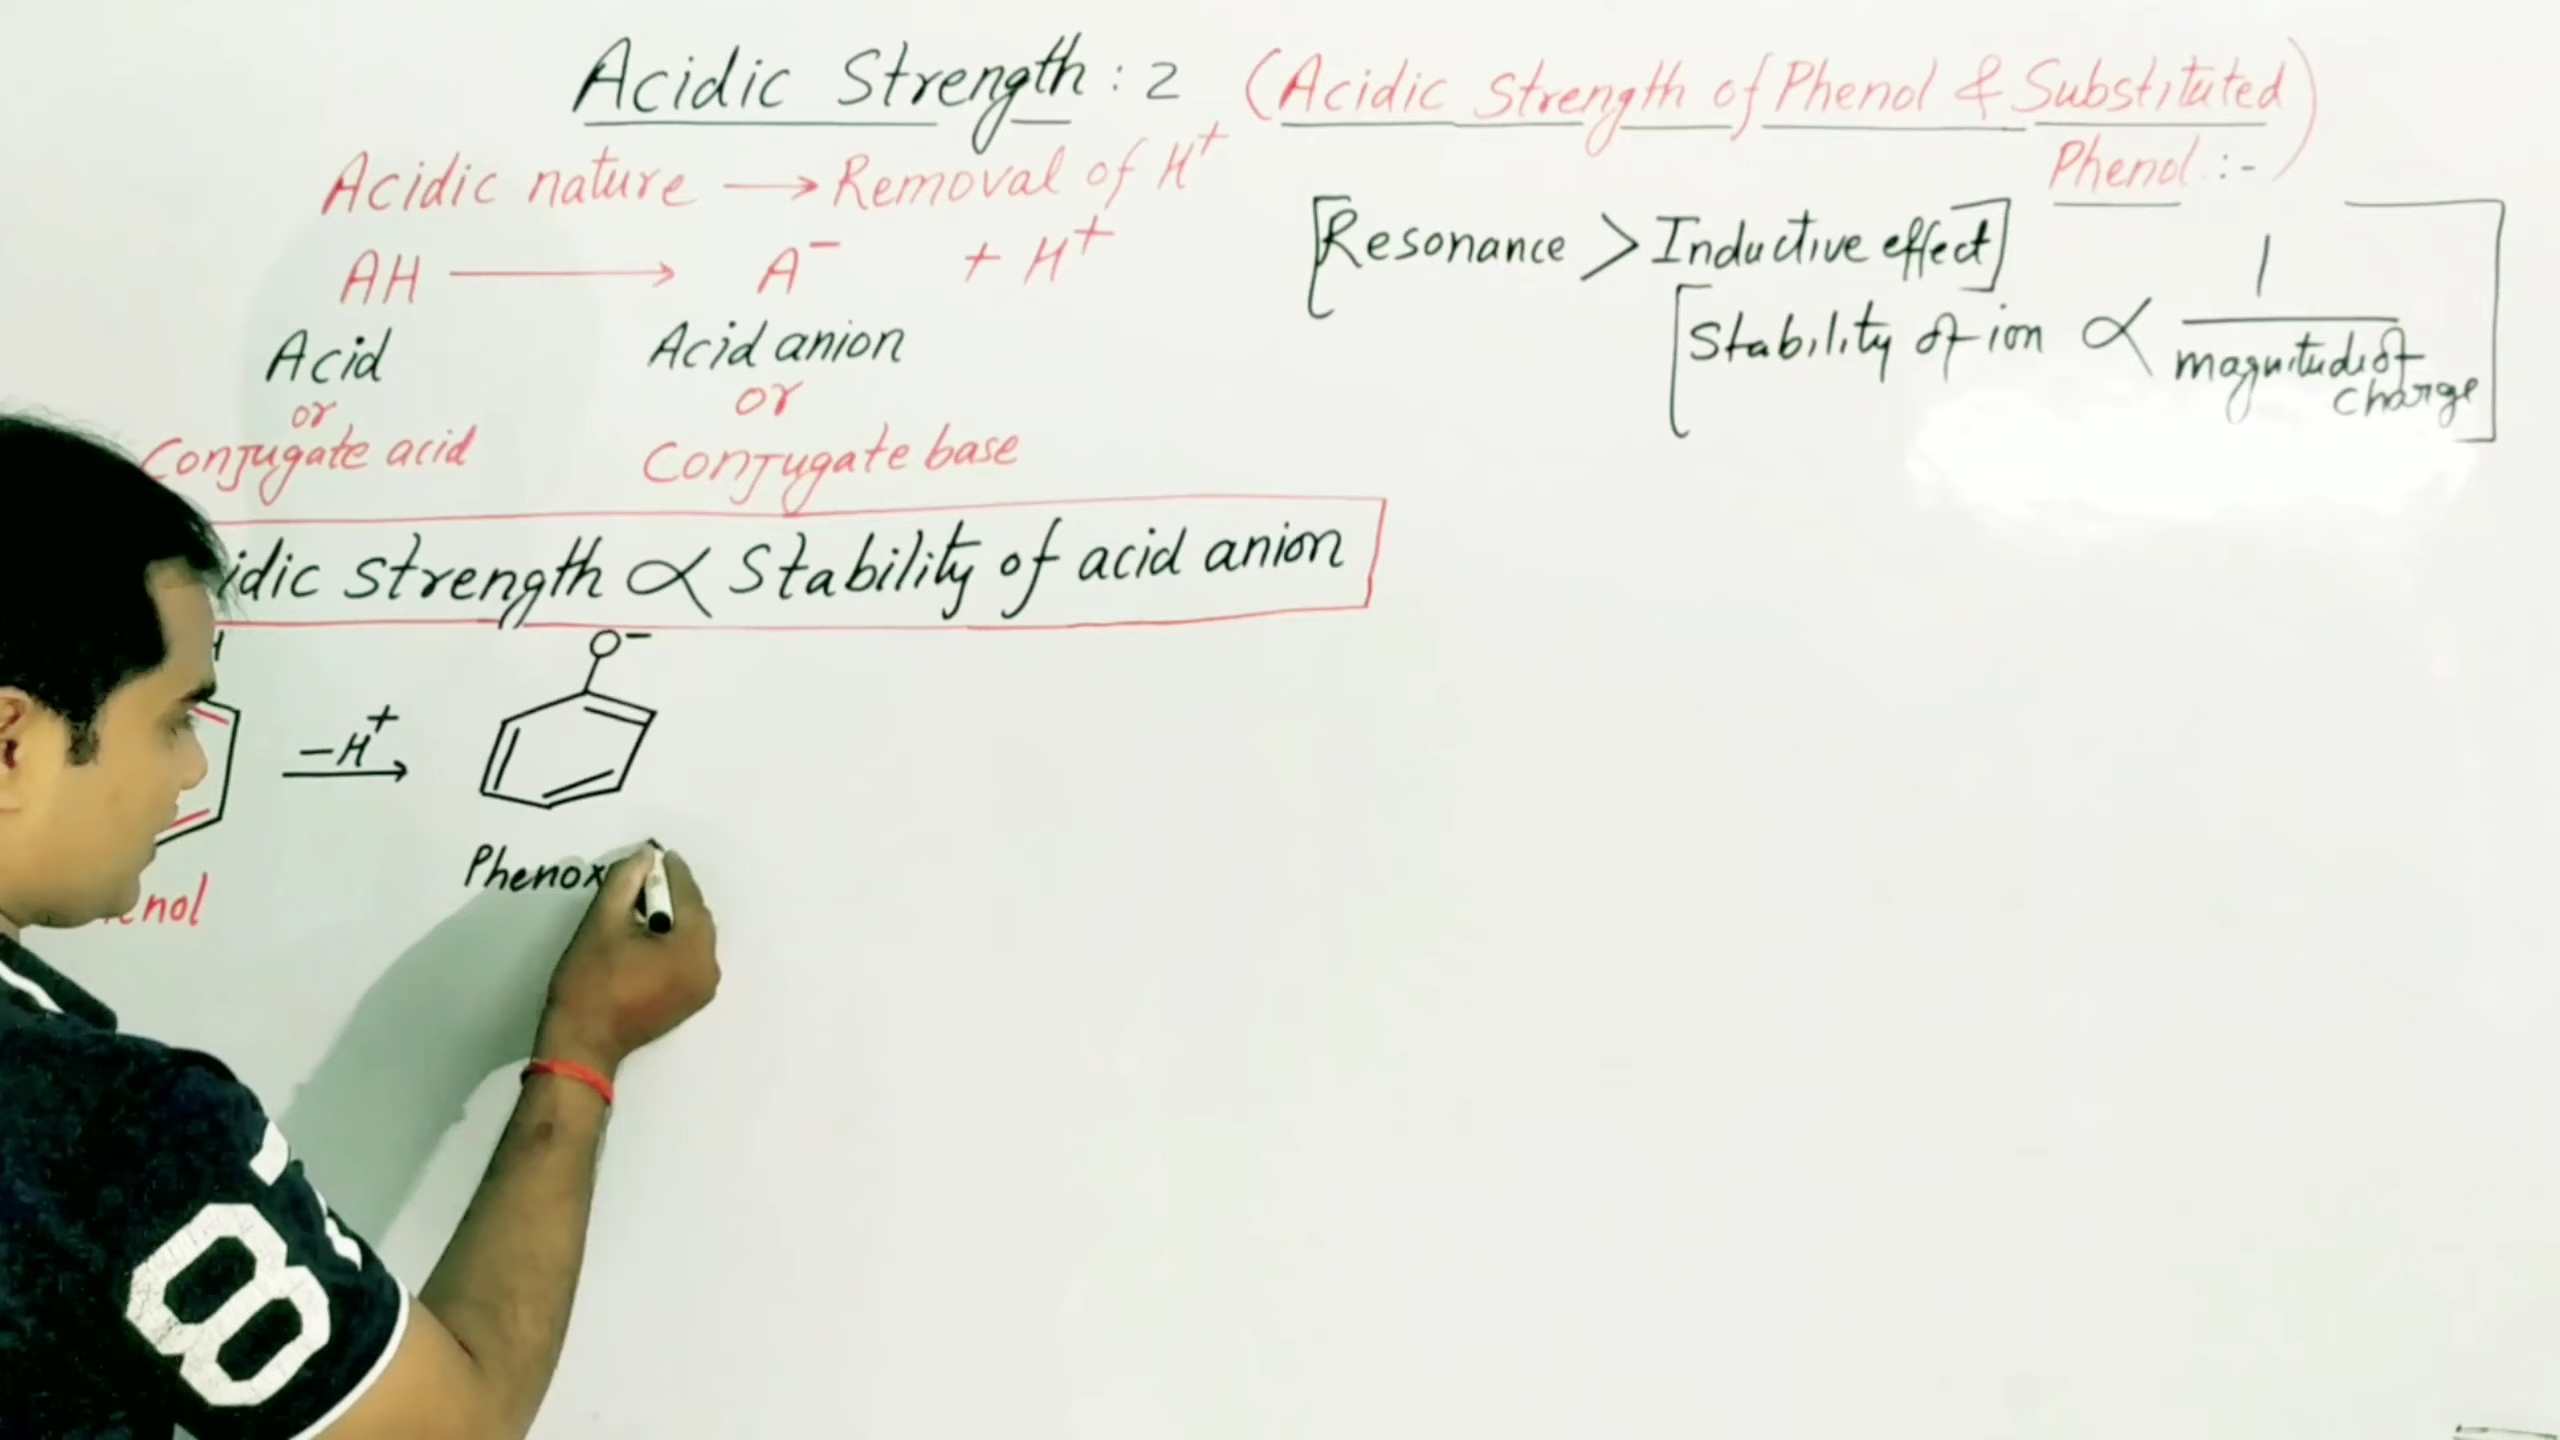 Acidic Strength : 2 (Acidic Strength of Phenol & Substituted
Phenol :-)
Acidic nature → Removal of H⁺
AH → A⁻ + H⁺
[Resonance > Inductive effect]
[Stability of ion ∝ 1
magnitude of
charge]
Acid Acid anion
or or
Conjugate acid Conjugate base
idic strength ∝ Stability of acid anion
H O⁻
-H⁺
Phenox
enol
8